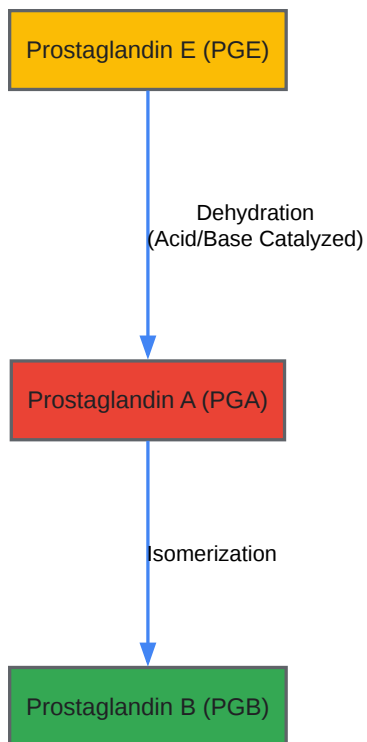 Prostaglandin E (PGE)
Dehydration
(Acid/Base Catalyzed)
Prostaglandin A (PGA)
Isomerization
Prostaglandin B (PGB)